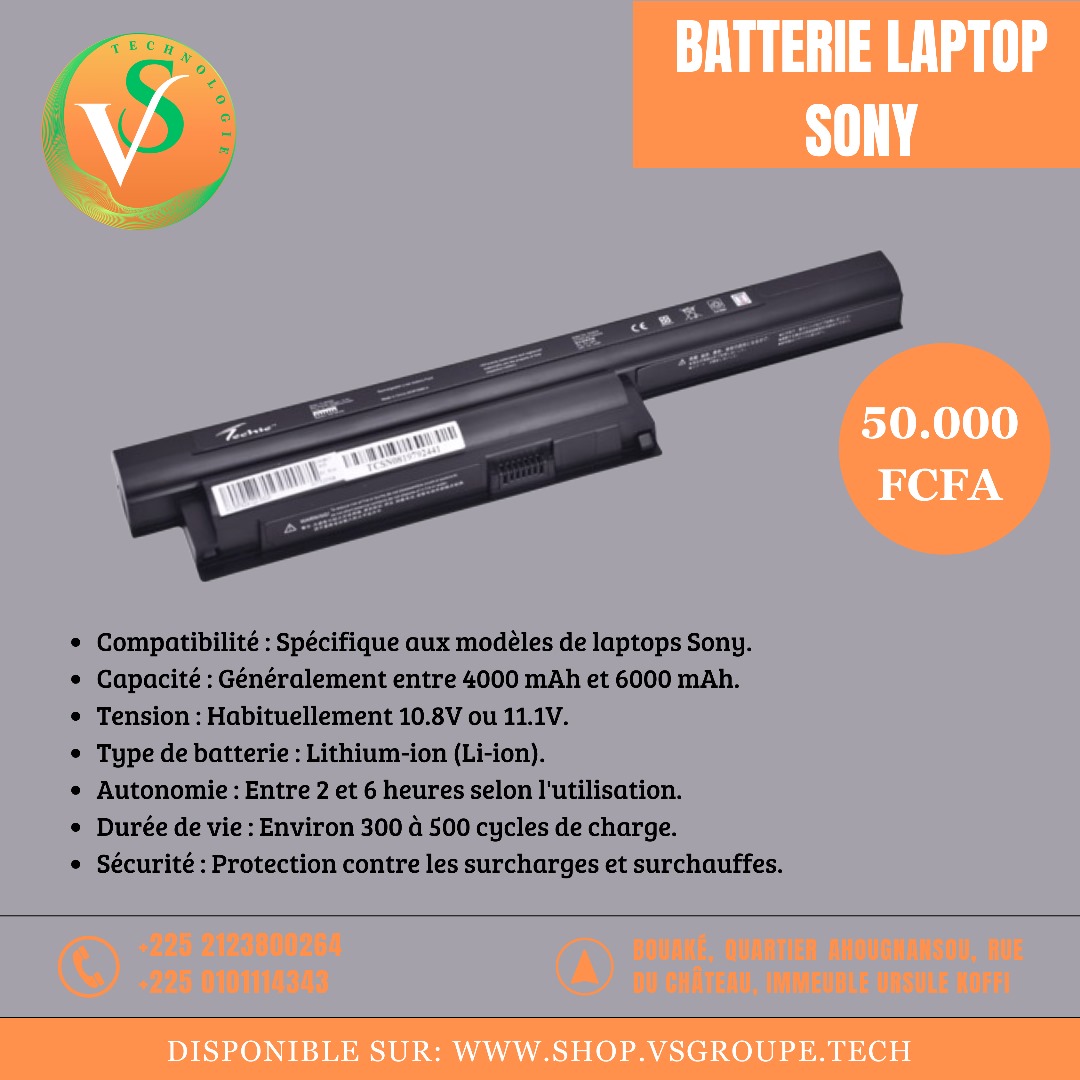 TECHNOLOGIE
VS
BATTERIE LAPTOP
SONY
Techie™
TCSN0819792441
WARNING!
CE
50.000
FCFA
Compatibilité : Spécifique aux modèles de laptops Sony.
Capacité : Généralement entre 4000 mAh et 6000 mAh.
Tension : Habituellement 10.8V ou 11.1V.
Type de batterie : Lithium-ion (Li-ion).
Autonomie : Entre 2 et 6 heures selon l'utilisation.
Durée de vie : Environ 300 à 500 cycles de charge.
Sécurité : Protection contre les surcharges et surchauffes.
+225 2123800264
+225 0101114343
BOUAKÉ, QUARTIER AHOUGNANSOU, RUE
DU CHÂTEAU, IMMEUBLE URSULE KOFFI
DISPONIBLE SUR: WWW.SHOP.VSGROUPE.TECH